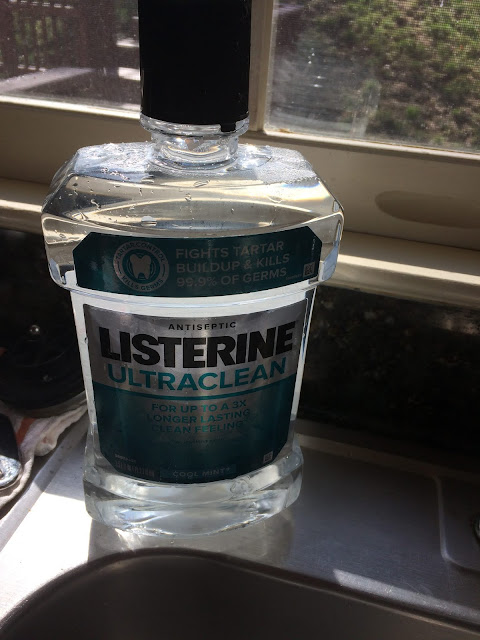 FIGHTS TARTAR
BUILDUP & KILLS
99.9% OF GERMS
ANTISEPTIC
LISTERINE
ULTRACLEAN
FOR UP TO A 3X
LONGER LASTING
CLEAN FEELING
COOL MINT